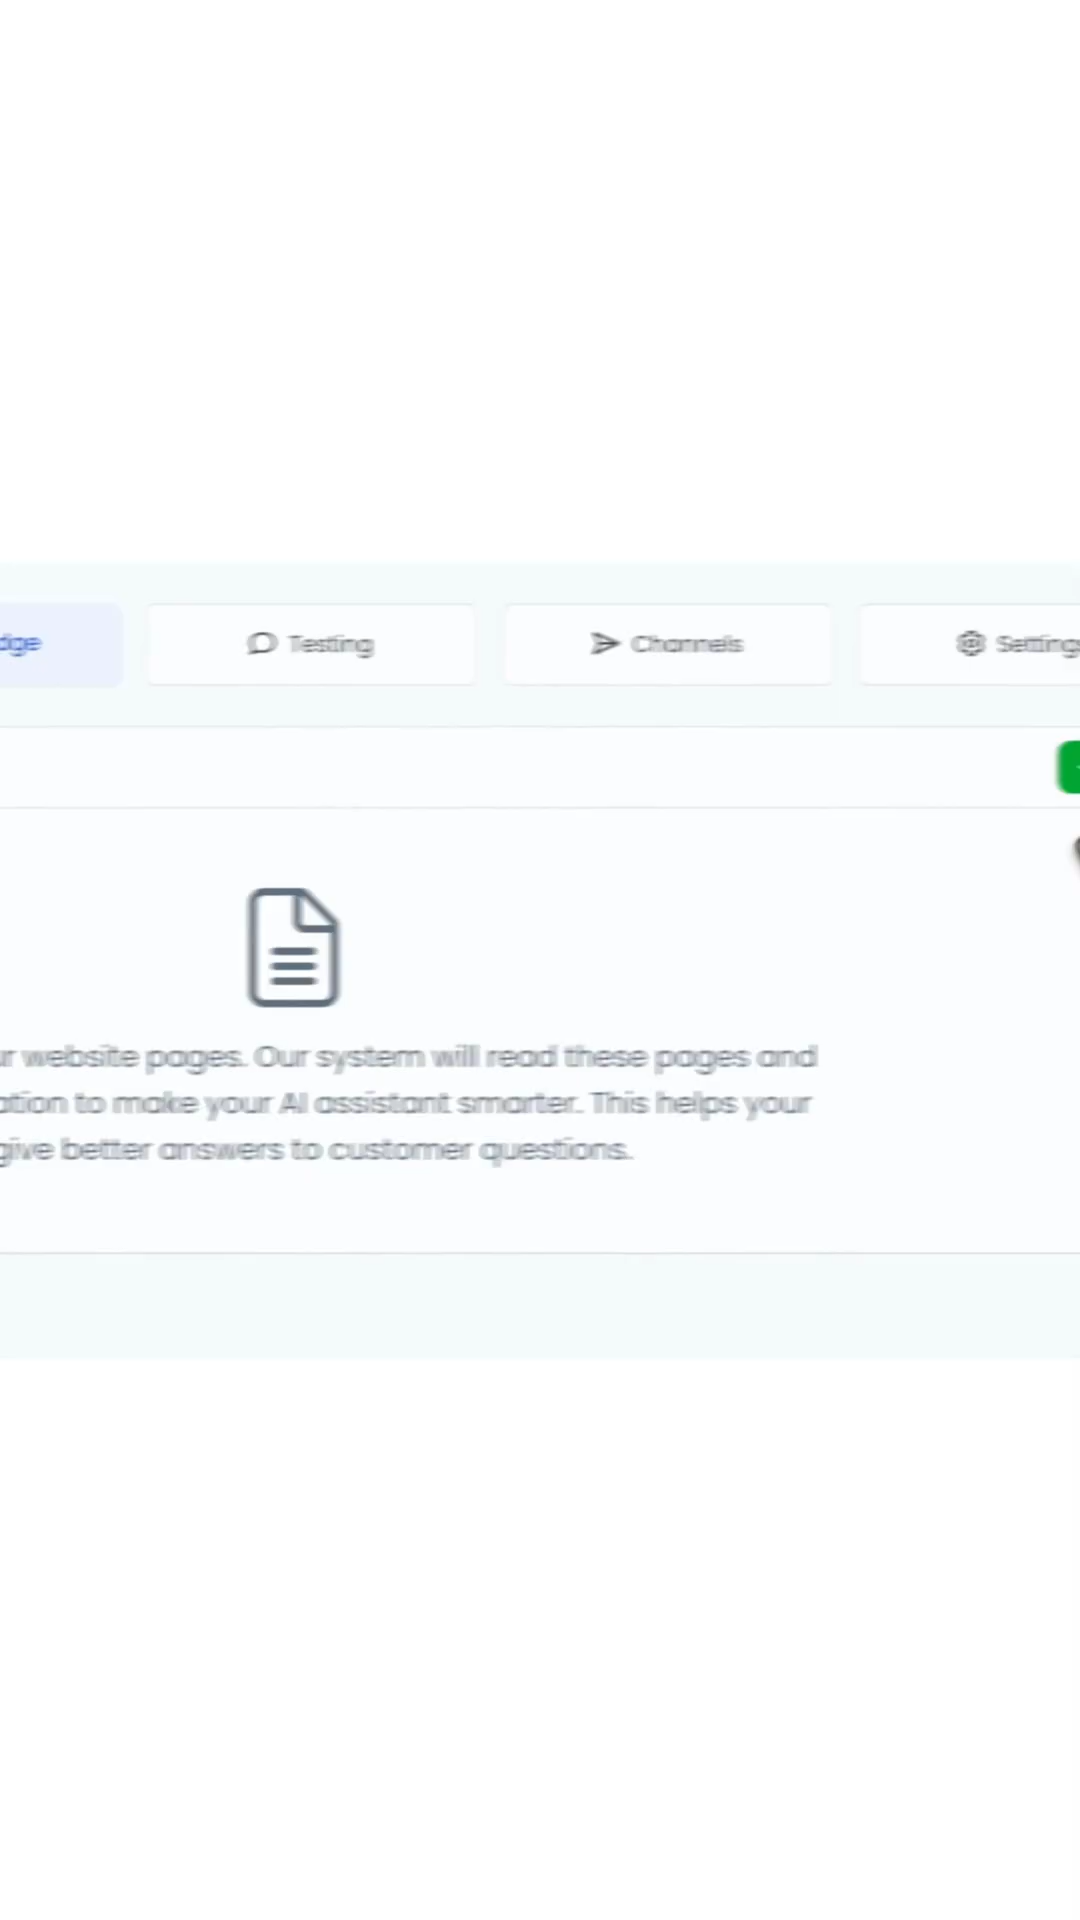 dge
Testing
Channels
Setting
r website pages. Our system will read these pages and
ation to make your AI assistant smarter. This helps your
give better answers to customer questions.